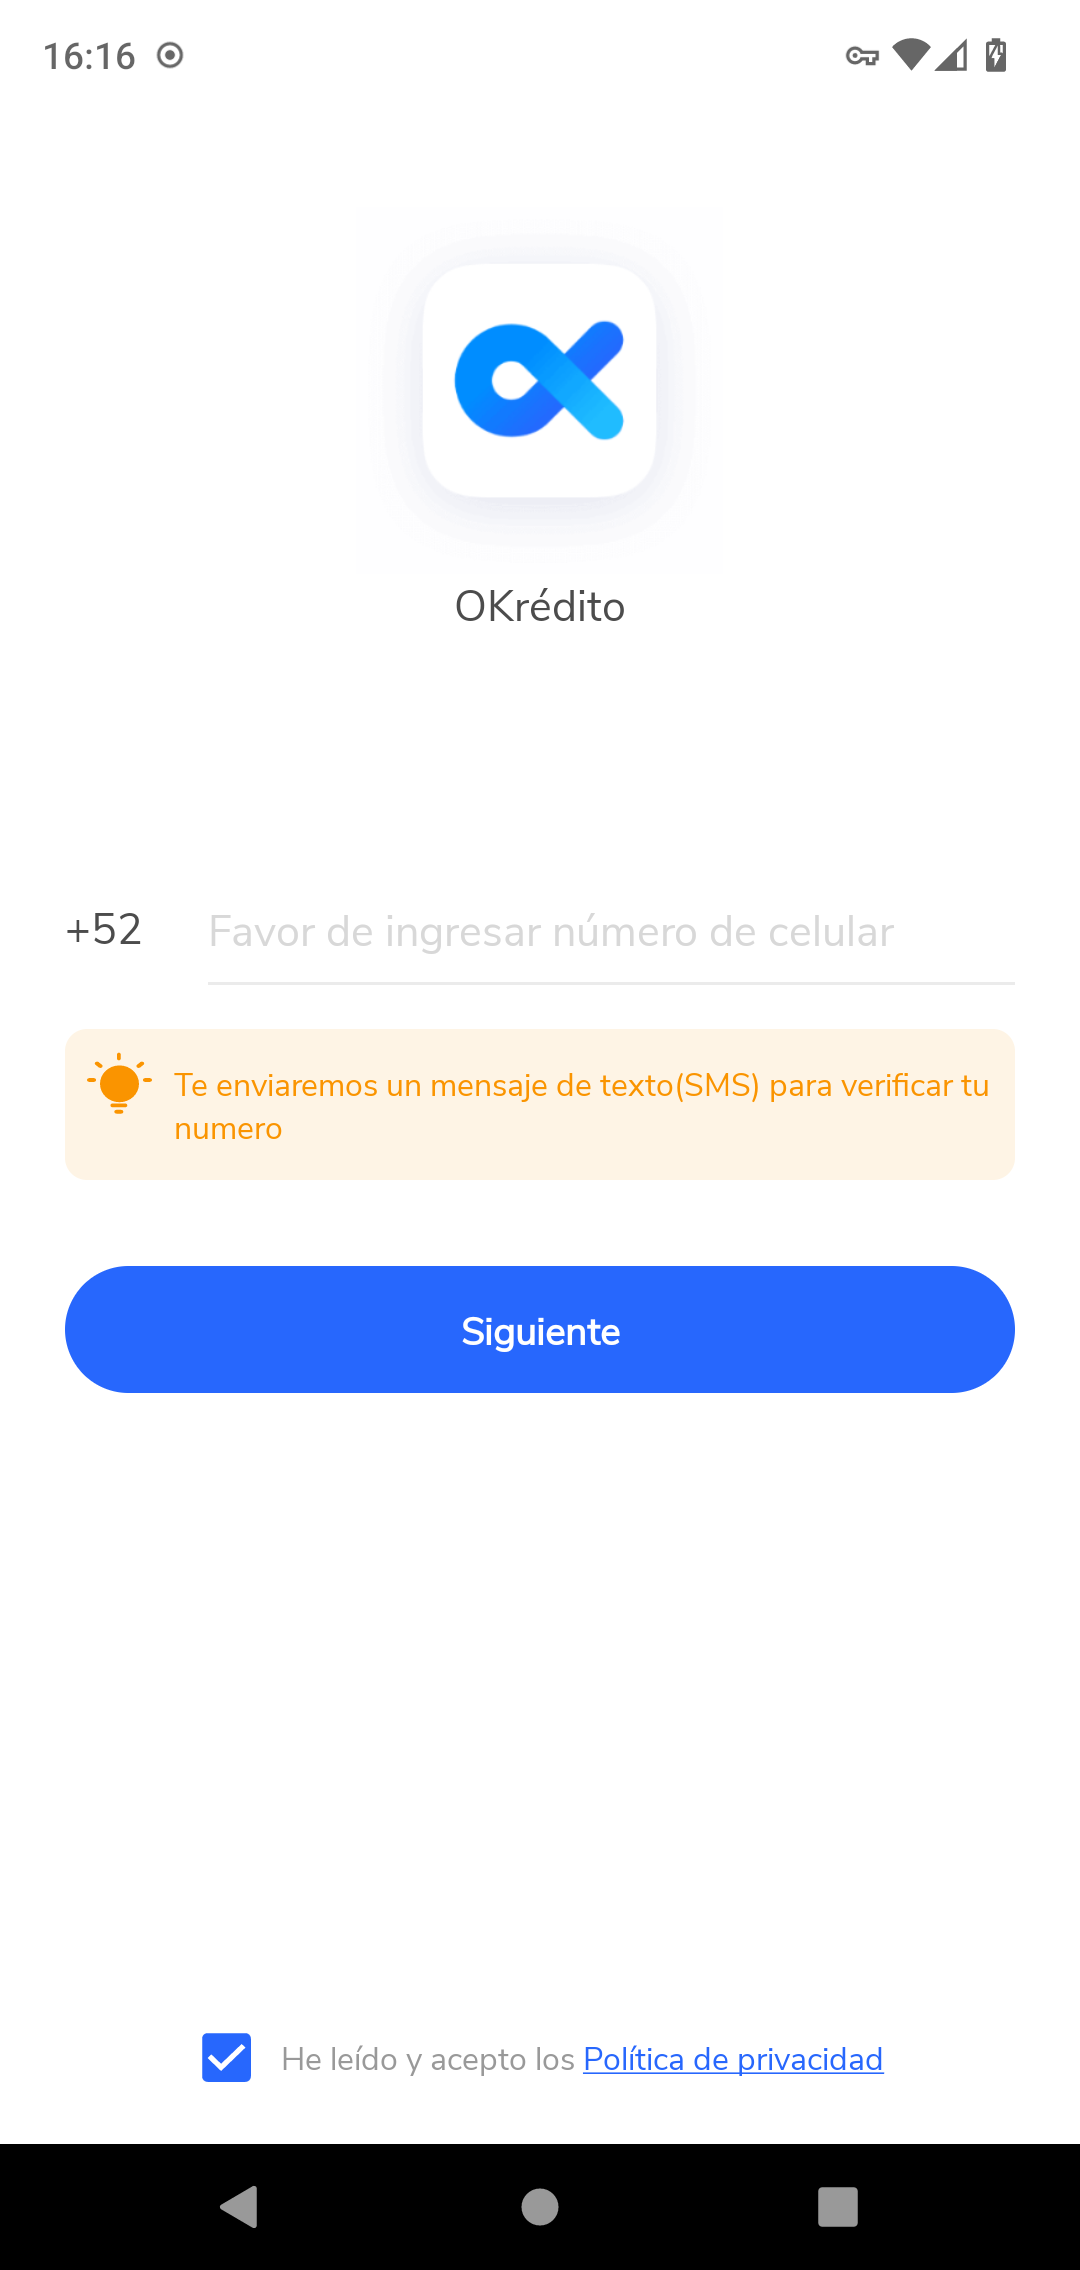 16:16
OKrédito
+52
Favor de ingresar número de celular
Te enviaremos un mensaje de texto(SMS) para verificar tu
numero
Siguiente
He leído y acepto los Política de privacidad